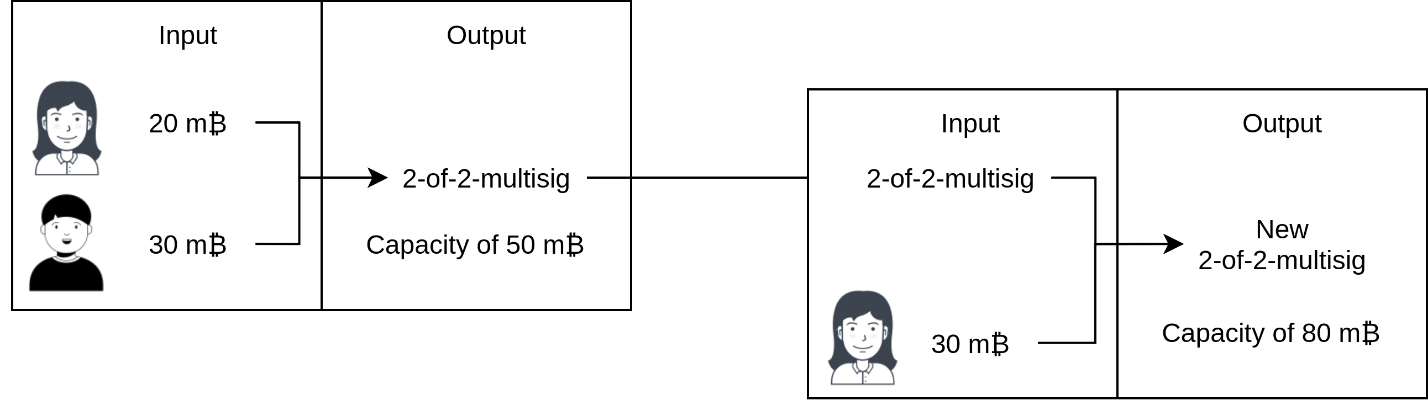 Input
Output
20 m₿
2-of-2-multisig
30 m₿
Capacity of 50 m₿
Input
Output
2-of-2-multisig
New
2-of-2-multisig
30 m₿
Capacity of 80 m₿